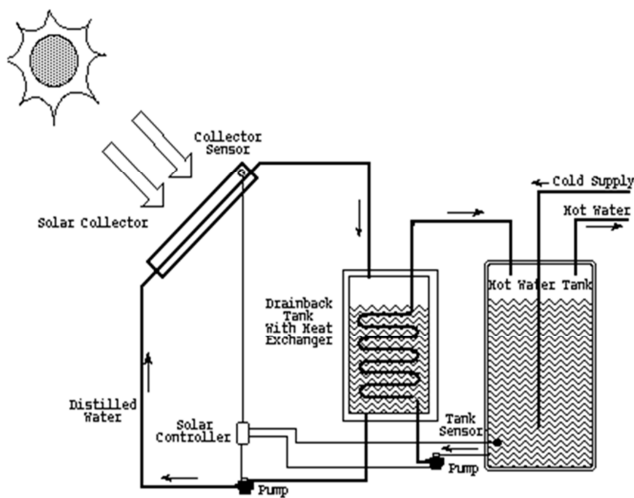 Collector
Sensor
Solar Collector
Cold Supply
Hot Water
Hot Water Tank
Drainback
Tank
With Heat
Exchanger
Distilled
Water
Solar
Controller
Tank
Sensor
Pump
Pump